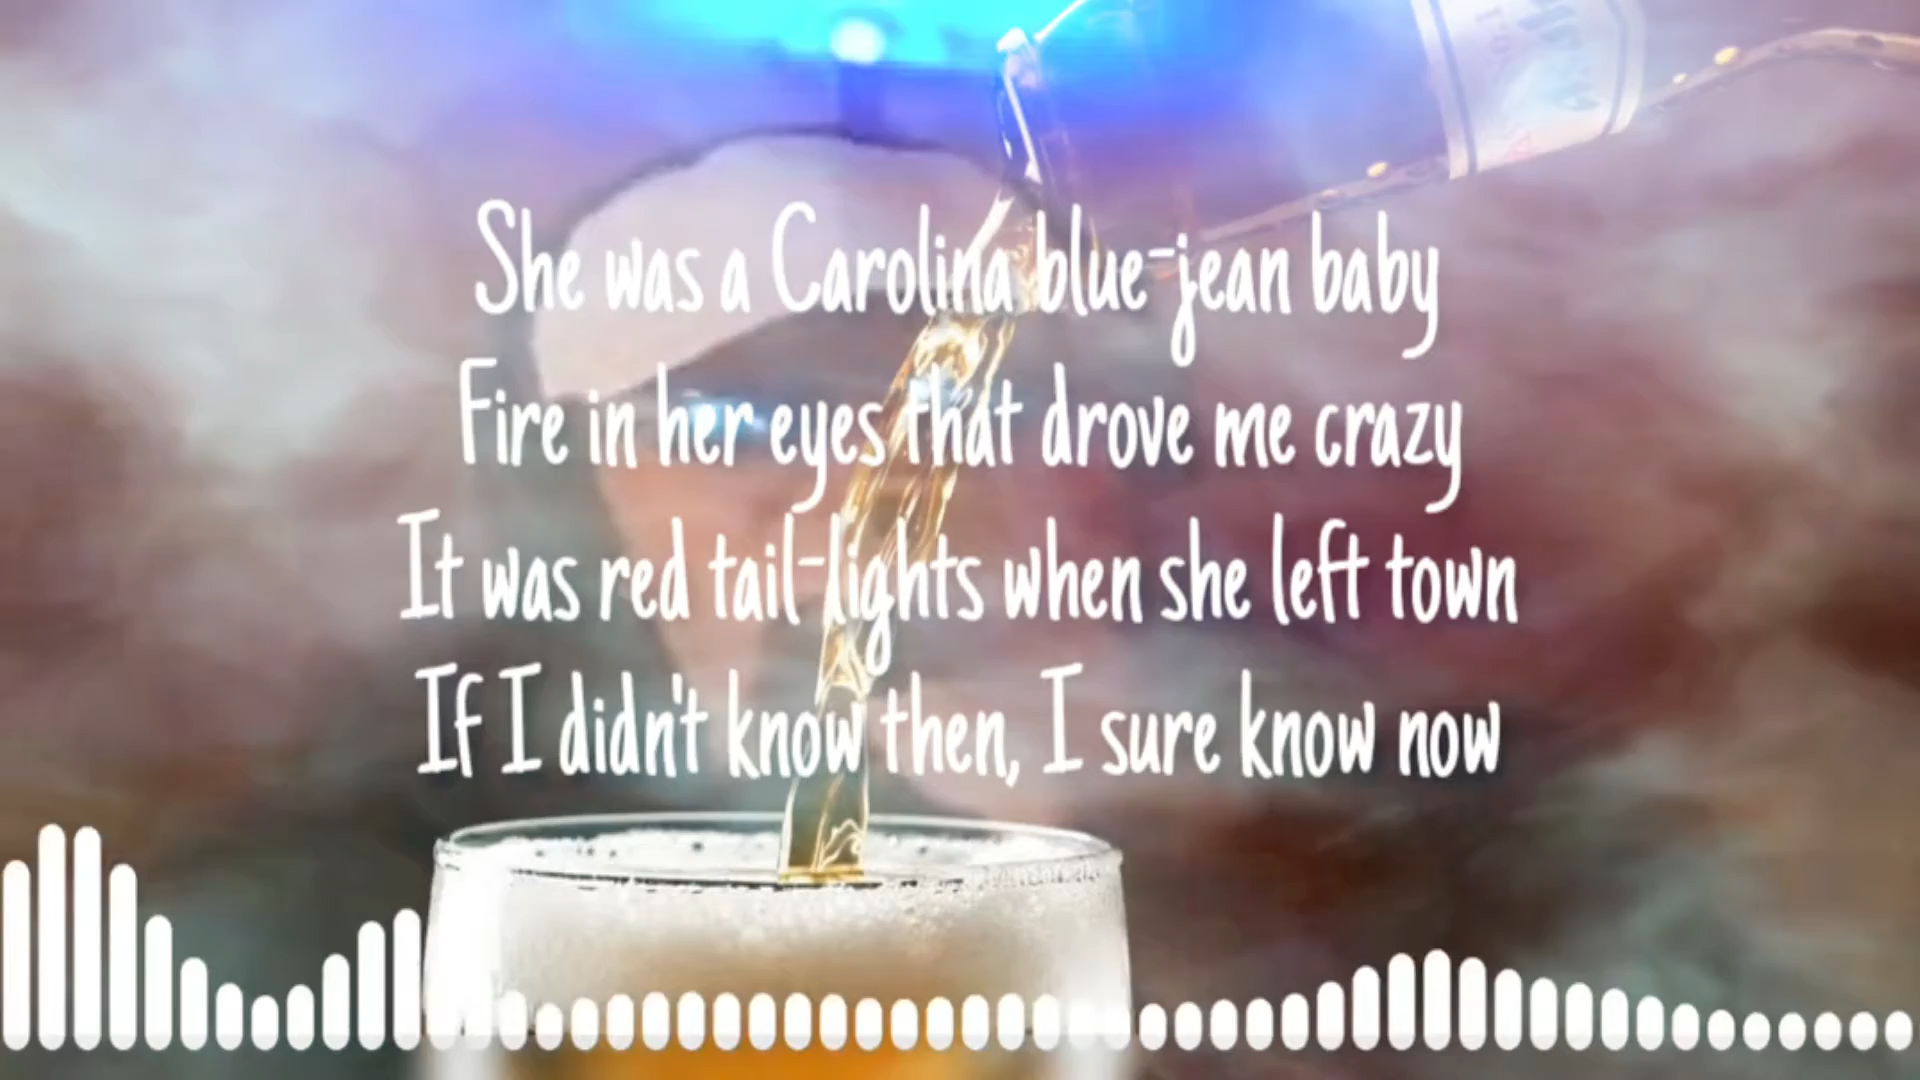 She was a Carolina blue-jean baby
Fire in her eyes that drove me crazy
It was red tail-lights when she left town
If I didn't know then, I sure know now